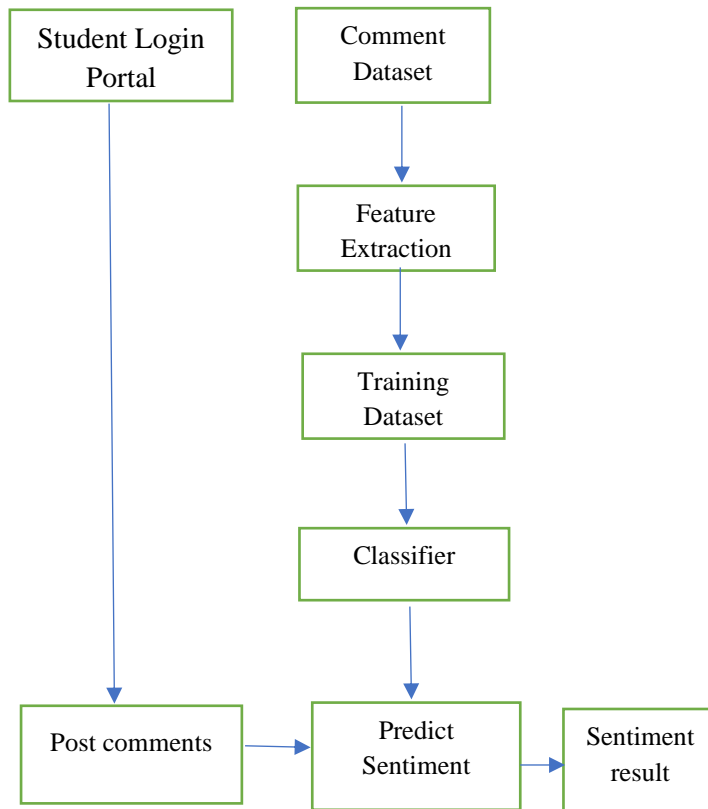 Student Login
Portal
Comment
Dataset
Feature
Extraction
Training
Dataset
Classifier
Post comments
Predict
Sentiment
Sentiment
result